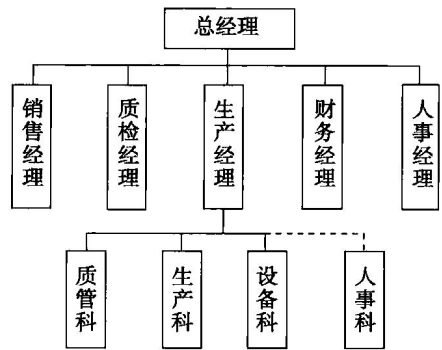 总经理
销售经理
质检经理
生产经理
财务经理
人事经理
质管科
生产科
设备科
人事科